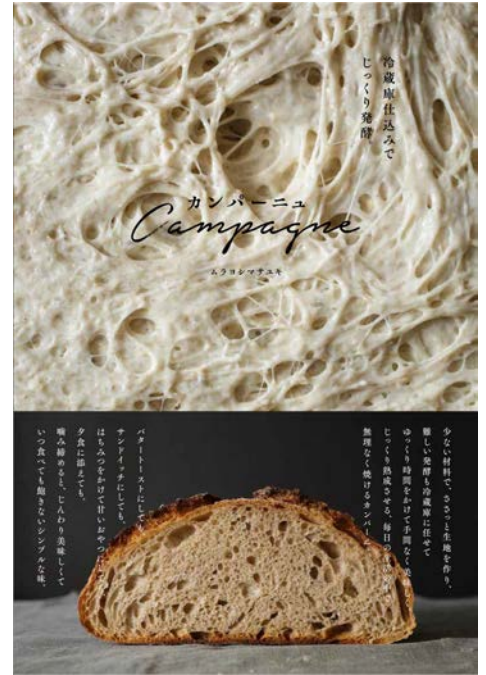 冷蔵庫仕込みで
じっくり発酵。
カンパーニュ
Campagne
ムラヨシマサユキ
少ない材料で、ささっと生地を作り、
難しい発酵も冷蔵庫に任せて
ゆっくり時間をかけて手間なく
じっくり熟成させる、毎日の
無理なく焼けるカンパー
バタートーストにしても、
サンドイッチにしても、
はちみつをかけて甘いおやつ
夕食に添えても。
噛み締めると、じんわり美味しくて
いつ食べても飽きないシンプルな味。